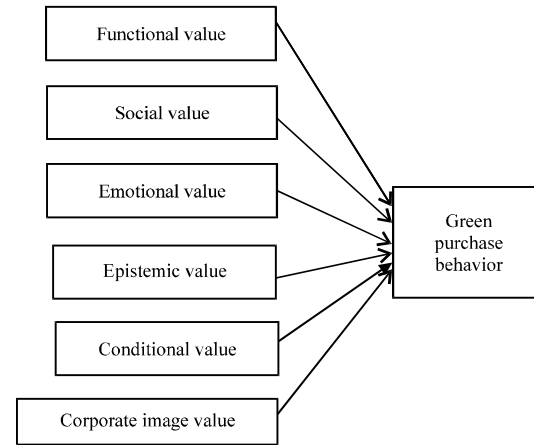 Functional value
Social value
Emotional value
Epistemic value
Conditional value
Corporate image value
Green
purchase
behavior